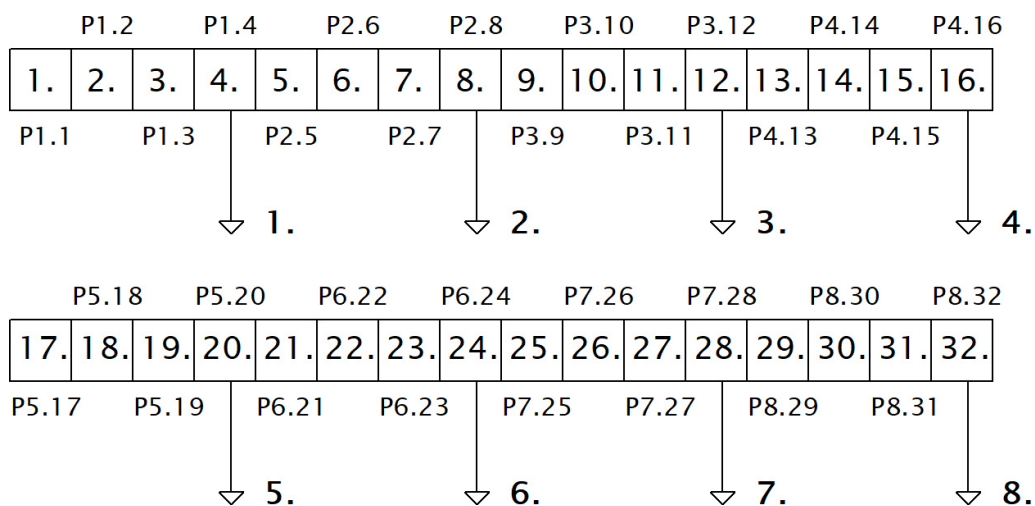 P1.2 P1.4 P2.6 P2.8 P3.10 P3.12 P4.14 P4.16
1. 2. 3. 4. 5. 6. 7. 8. 9. 10. 11. 12. 13. 14. 15. 16.
P1.1 P1.3 P2.5 P2.7 P3.9 P3.11 P4.13 P4.15
1. 2. 3. 4.
P5.18 P5.20 P6.22 P6.24 P7.26 P7.28 P8.30 P8.32
17. 18. 19. 20. 21. 22. 23. 24. 25. 26. 27. 28. 29. 30. 31. 32.
P5.17 P5.19 P6.21 P6.23 P7.25 P7.27 P8.29 P8.31
5. 6. 7. 8.